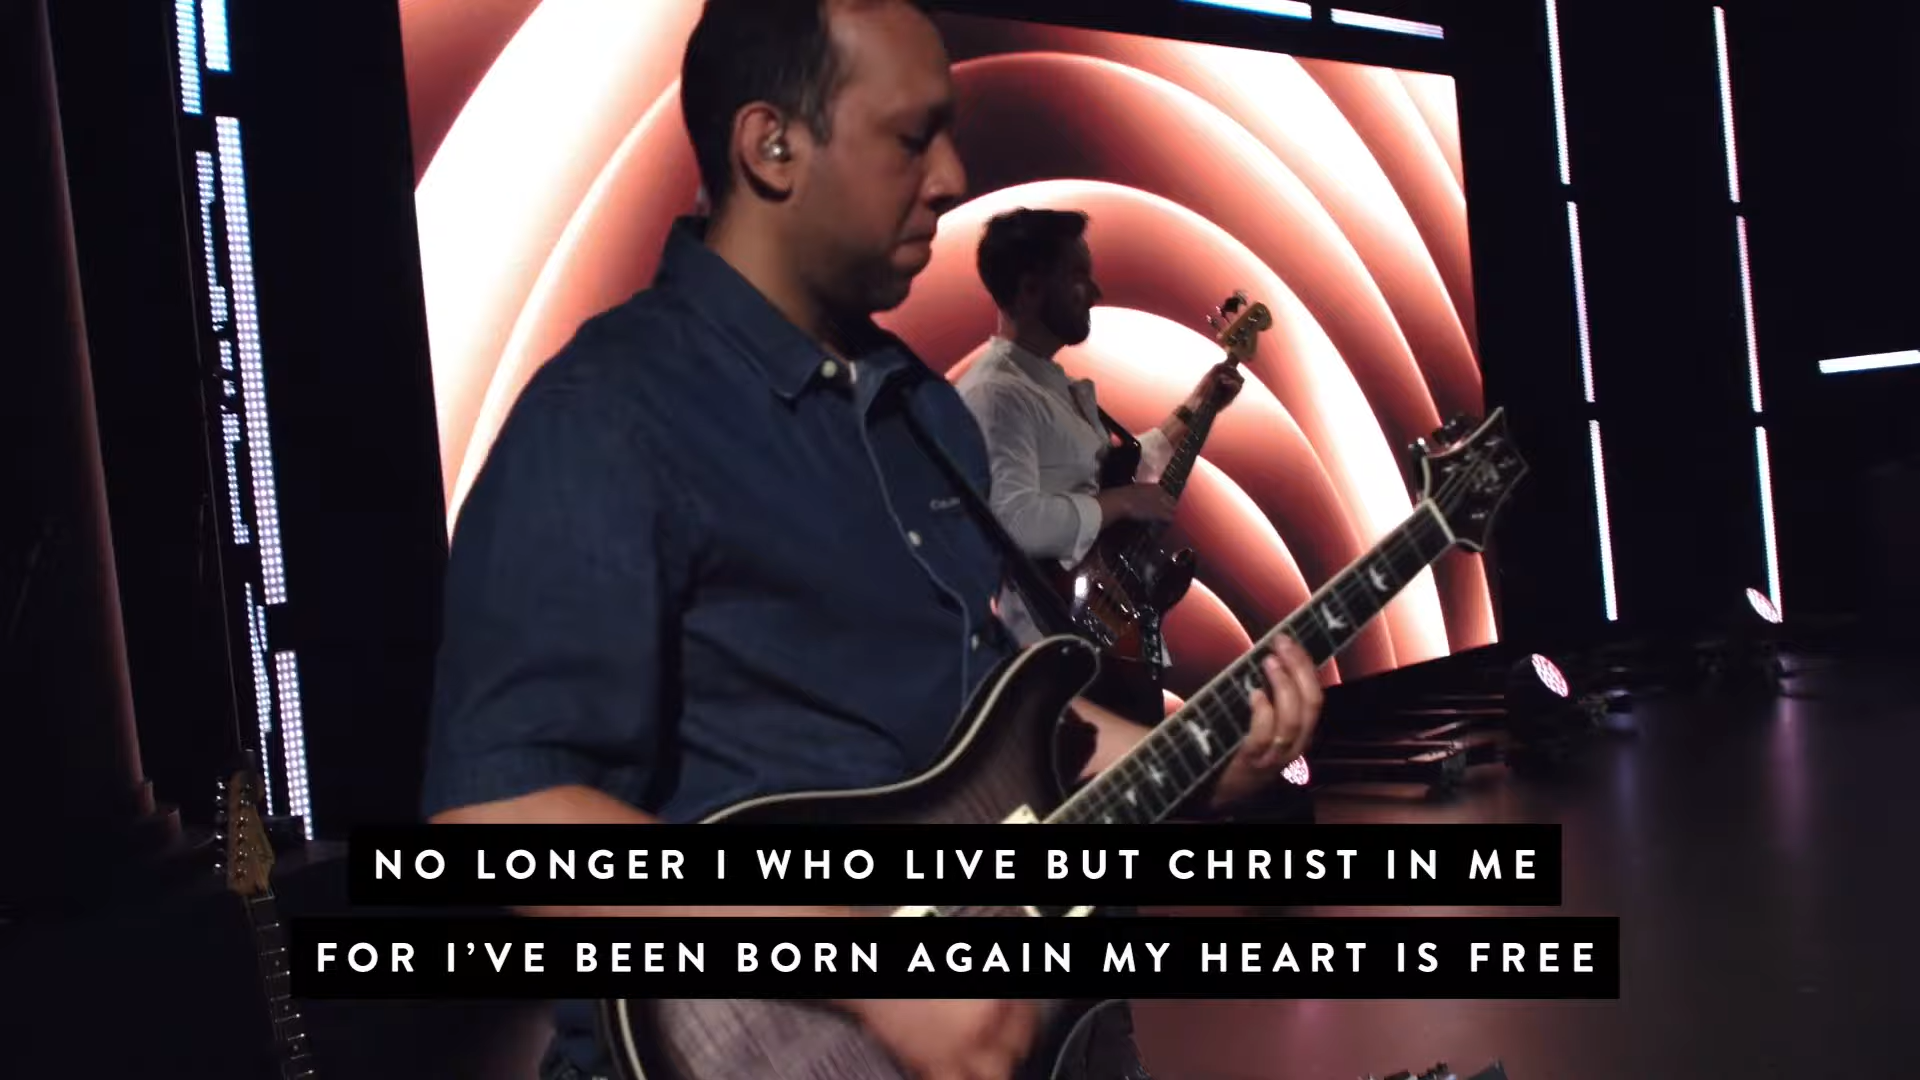 NO LONGER I WHO LIVE BUT CHRIST IN ME
FOR I'VE BEEN BORN AGAIN MY HEART IS FREE